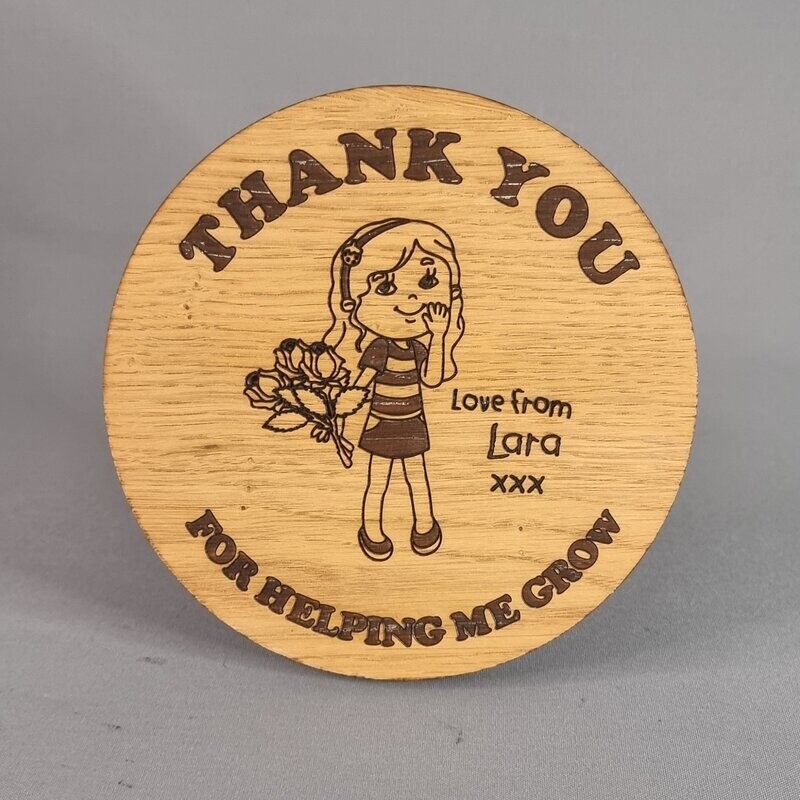 THANK YOU
Love from
Lara
xxx
FOR HELPING ME GROW